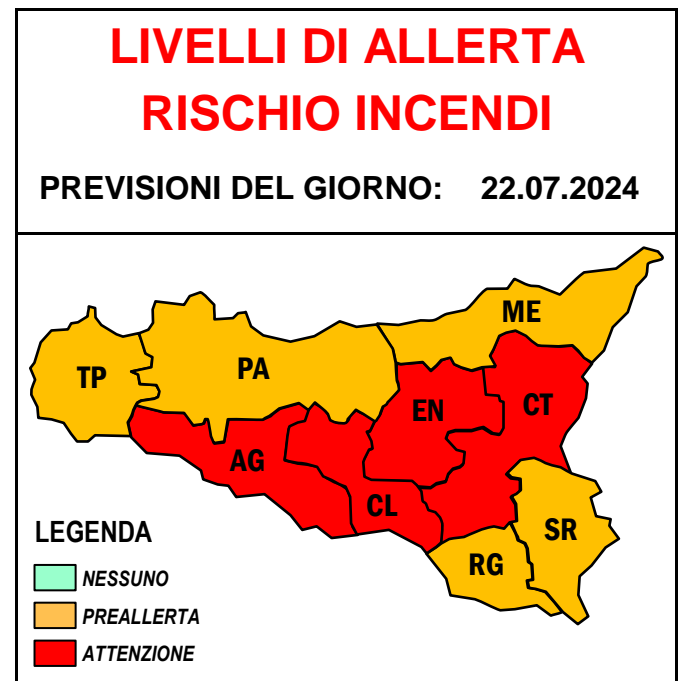 LIVELLI DI ALLERTA
RISCHIO INCENDI
PREVISIONI DEL GIORNO: 22.07.2024
ME
TP
PA
EN
CT
AG
CL
SR
RG
LEGENDA
NESSUNO
PREALLERTA
ATTENZIONE